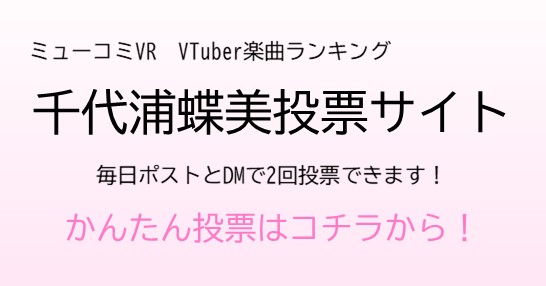 ミューコミVR　VTuber楽曲ランキング
千代浦蝶美投票サイト
毎日ポストとDMで2回投票できます！
かんたん投票はコチラから！